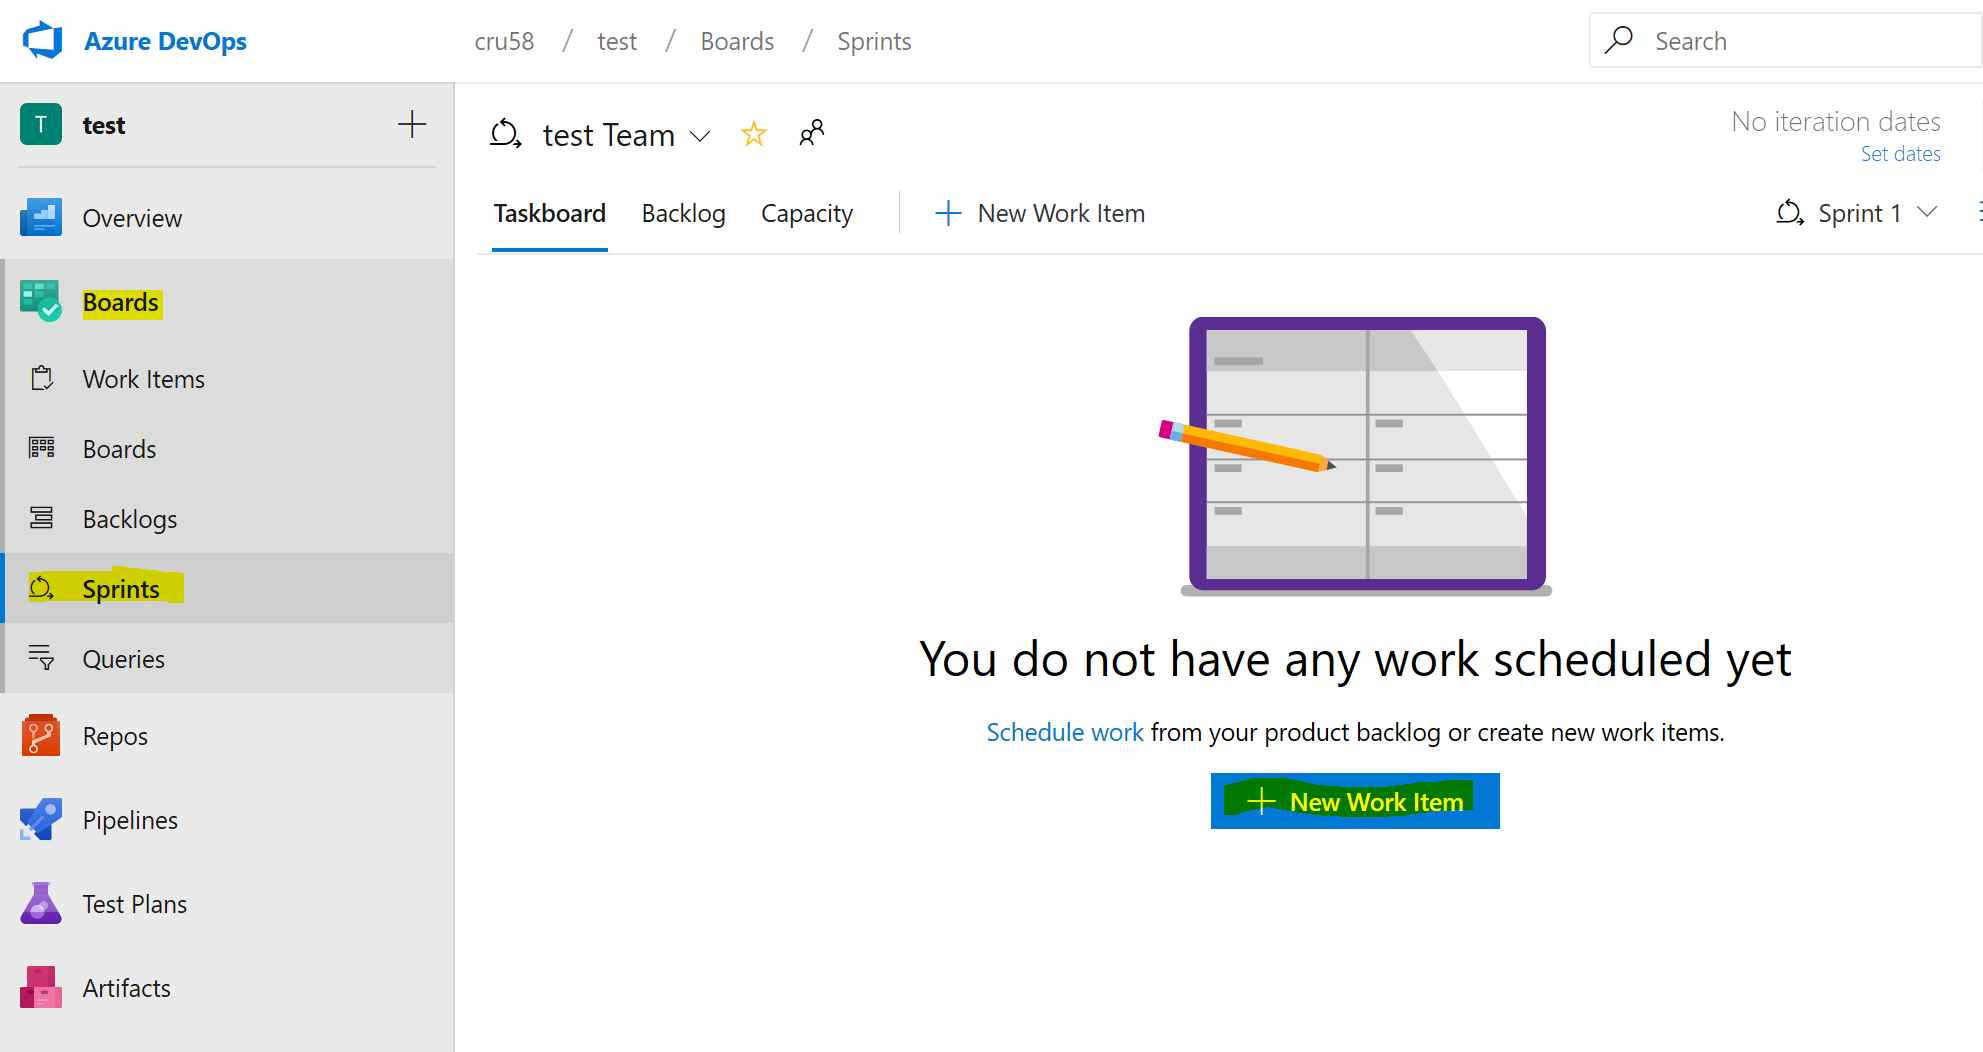 Azure DevOps
cru58 / test / Boards / Sprints
Search
T
test
test Team
No iteration dates
Set dates
Taskboard
Backlog
Capacity
New Work Item
Sprint 1
Overview
Boards
Work Items
Boards
Backlogs
Sprints
Queries
Repos
Pipelines
Test Plans
Artifacts
You do not have any work scheduled yet
Schedule work from your product backlog or create new work items.
New Work Item